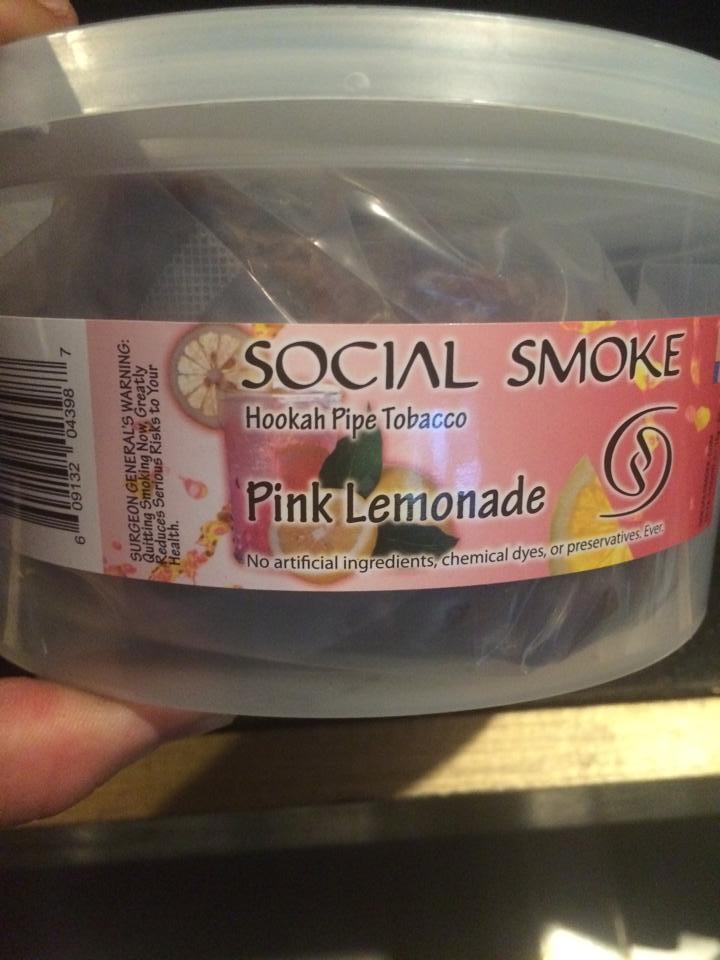 SOCIAL SMOKE
Hookah Pipe Tobacco
Pink Lemonade
No artificial ingredients, chemical dyes, or preservatives. Ever.
SURGEON GENERAL'S WARNING:
Quitting Smoking Now, Greatly
Reduces Serious Risks to Your
Health.
6 09132 04398 7